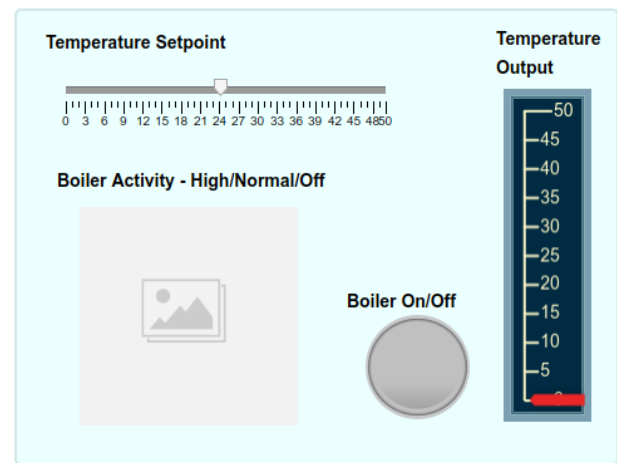 Temperature Setpoint
0 3 6 9 12 15 18 21 24 27 30 33 36 39 42 45 4850
Temperature
Output
50
45
40
35
30
25
20
15
10
5
Boiler Activity - High/Normal/Off
Boiler On/Off